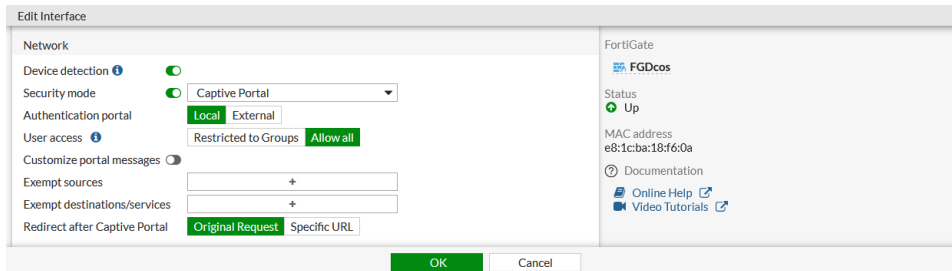 Edit Interface
Network
Device detection
Security mode Captive Portal
Authentication portal Local External
User access Restricted to Groups Allow all
Customize portal messages
Exempt sources +
Exempt destinations/services +
Redirect after Captive Portal Original Request Specific URL
OK Cancel
FortiGate
FGDcos
Status
Up
MAC address
e8:1c:ba:18:f6:0a
Documentation
Online Help
Video Tutorials